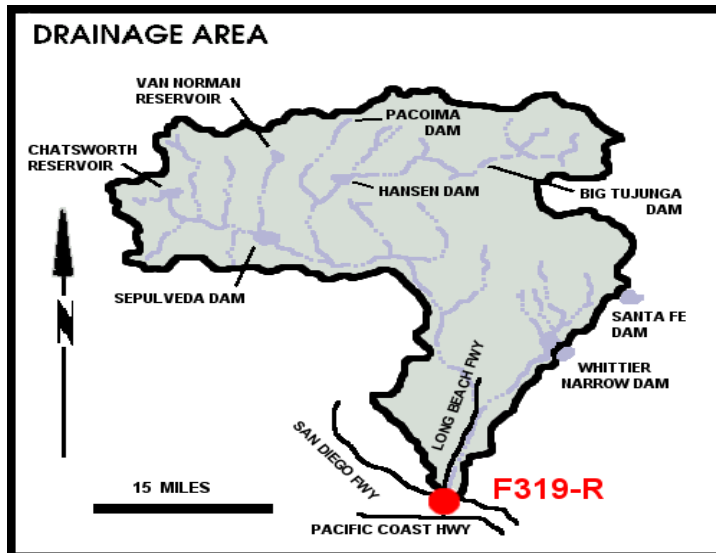 DRAINAGE AREA
VAN NORMAN
RESERVOIR
PACOIMA
DAM
CHATSWORTH
RESERVOIR
HANSEN DAM
BIG TUJUNGA
DAM
N
SEPULVEDA DAM
SANTA FE
DAM
WHITTIER
NARROW DAM
LONG BEACH FWY
SAN DIEGO FWY
15 MILES
F319-R
PACIFIC COAST HWY